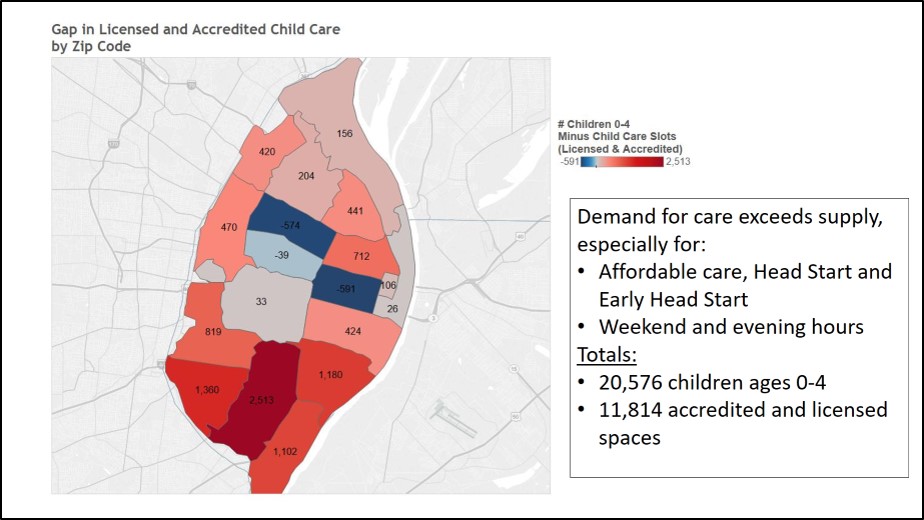 Gap in Licensed and Accredited Child Care
by Zip Code
156
420
204
441
470
-574
712
-39
-591
106
33
26
424
819
1,180
1,360
2,513
1,102
# Children 0-4
Minus Child Care Slots
(Licensed & Accredited)
-591 2,513
Demand for care exceeds supply,
especially for:
• Affordable care, Head Start and
Early Head Start
• Weekend and evening hours
Totals:
• 20,576 children ages 0-4
• 11,814 accredited and licensed
spaces